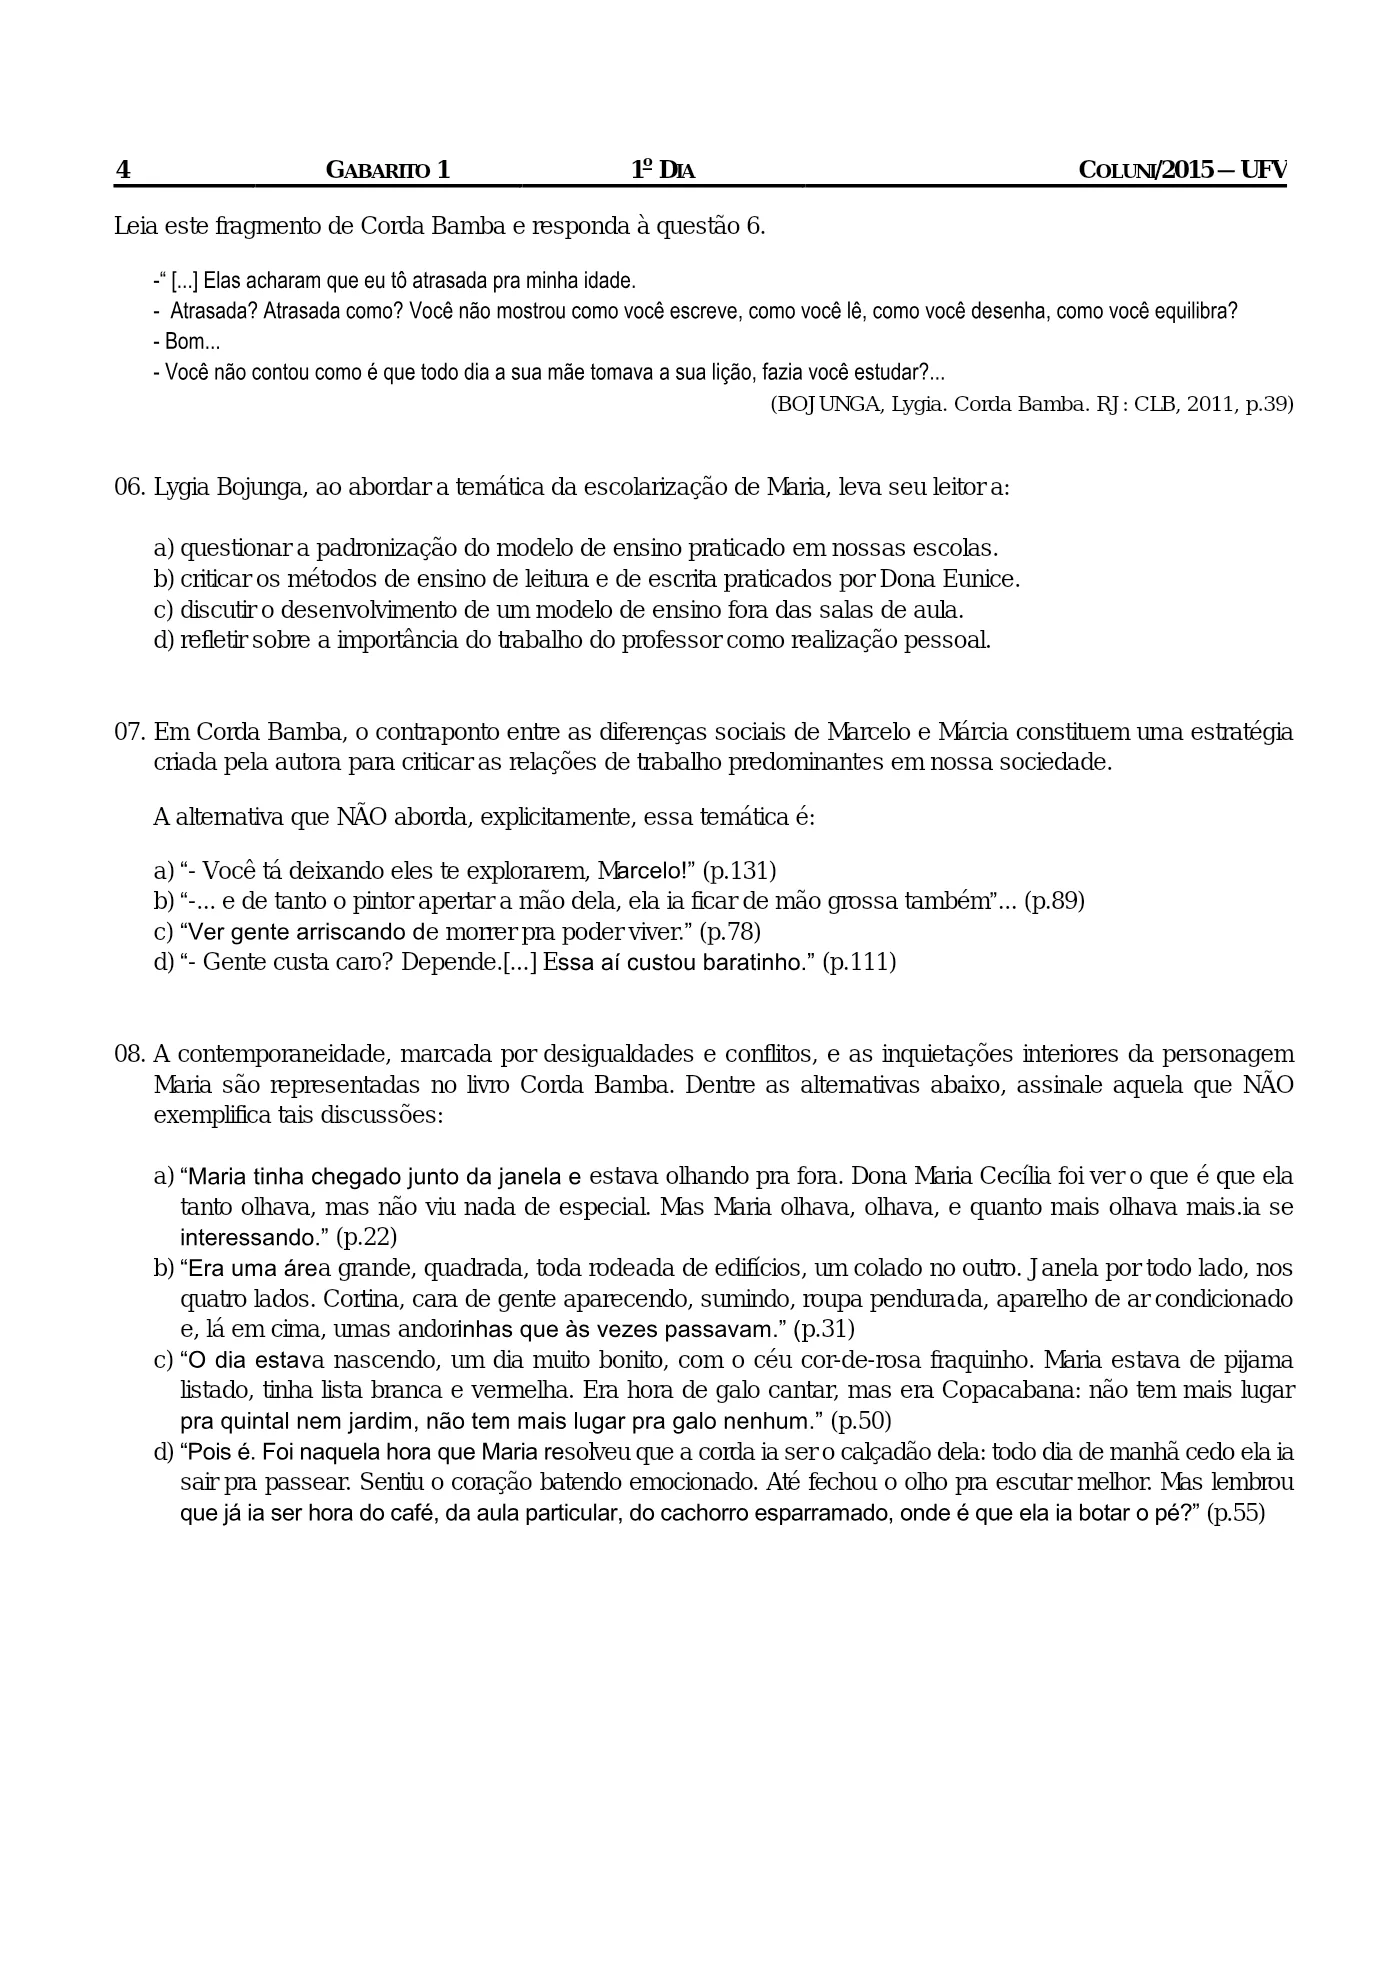 4 GABARITO 1 1º DIA COLUNI/2015 — UFV
Leia este fragmento de Corda Bamba e responda à questão 6.
-“ [...] Elas acharam que eu tô atrasada pra minha idade.
- Atrasada? Atrasada como? Você não mostrou como você escreve, como você lê, como você desenha, como você equilibra?
- Bom...
- Você não contou como é que todo dia a sua mãe tomava a sua lição, fazia você estudar?...
(BOJUNGA, Lygia. Corda Bamba. RJ: CLB, 2011, p.39)
06. Lygia Bojunga, ao abordar a temática da escolarização de Maria, leva seu leitor a:
a) questionar a padronização do modelo de ensino praticado em nossas escolas.
b) criticar os métodos de ensino de leitura e de escrita praticados por Dona Eunice.
c) discutir o desenvolvimento de um modelo de ensino fora das salas de aula.
d) refletir sobre a importância do trabalho do professor como realização pessoal.
07. Em Corda Bamba, o contraponto entre as diferenças sociais de Marcelo e Márcia constituem uma estratégia
criada pela autora para criticar as relações de trabalho predominantes em nossa sociedade.
A alternativa que NÃO aborda, explicitamente, essa temática é:
a) “- Você tá deixando eles te explorarem, Marcelo!” (p.131)
b) “-... e de tanto o pintor apertar a mão dela, ela ia ficar de mão grossa também”... (p.89)
c) “Ver gente arriscando de morrer pra poder viver.” (p.78)
d) “- Gente custa caro? Depende.[...] Essa aí custou baratinho.” (p.111)
08. A contemporaneidade, marcada por desigualdades e conflitos, e as inquietações interiores da personagem
Maria são representadas no livro Corda Bamba. Dentre as alternativas abaixo, assinale aquela que NÃO
exemplifica tais discussões:
a) “Maria tinha chegado junto da janela e estava olhando pra fora. Dona Maria Cecília foi ver o que é que ela
tanto olhava, mas não viu nada de especial. Mas Maria olhava, olhava, e quanto mais olhava mais.ia se
interessando.” (p.22)
b) “Era uma área grande, quadrada, toda rodeada de edifícios, um colado no outro. Janela por todo lado, nos
quatro lados. Cortina, cara de gente aparecendo, sumindo, roupa pendurada, aparelho de ar condicionado
e, lá em cima, umas andorinhas que às vezes passavam.” (p.31)
c) “O dia estava nascendo, um dia muito bonito, com o céu cor-de-rosa fraquinho. Maria estava de pijama
listado, tinha lista branca e vermelha. Era hora de galo cantar, mas era Copacabana: não tem mais lugar
pra quintal nem jardim, não tem mais lugar pra galo nenhum.” (p.50)
d) “Pois é. Foi naquela hora que Maria resolveu que a corda ia ser o calçadão dela: todo dia de manhã cedo ela ia
sair pra passear. Sentiu o coração batendo emocionado. Até fechou o olho pra escutar melhor. Mas lembrou
que já ia ser hora do café, da aula particular, do cachorro esparramado, onde é que ela ia botar o pé?” (p.55)